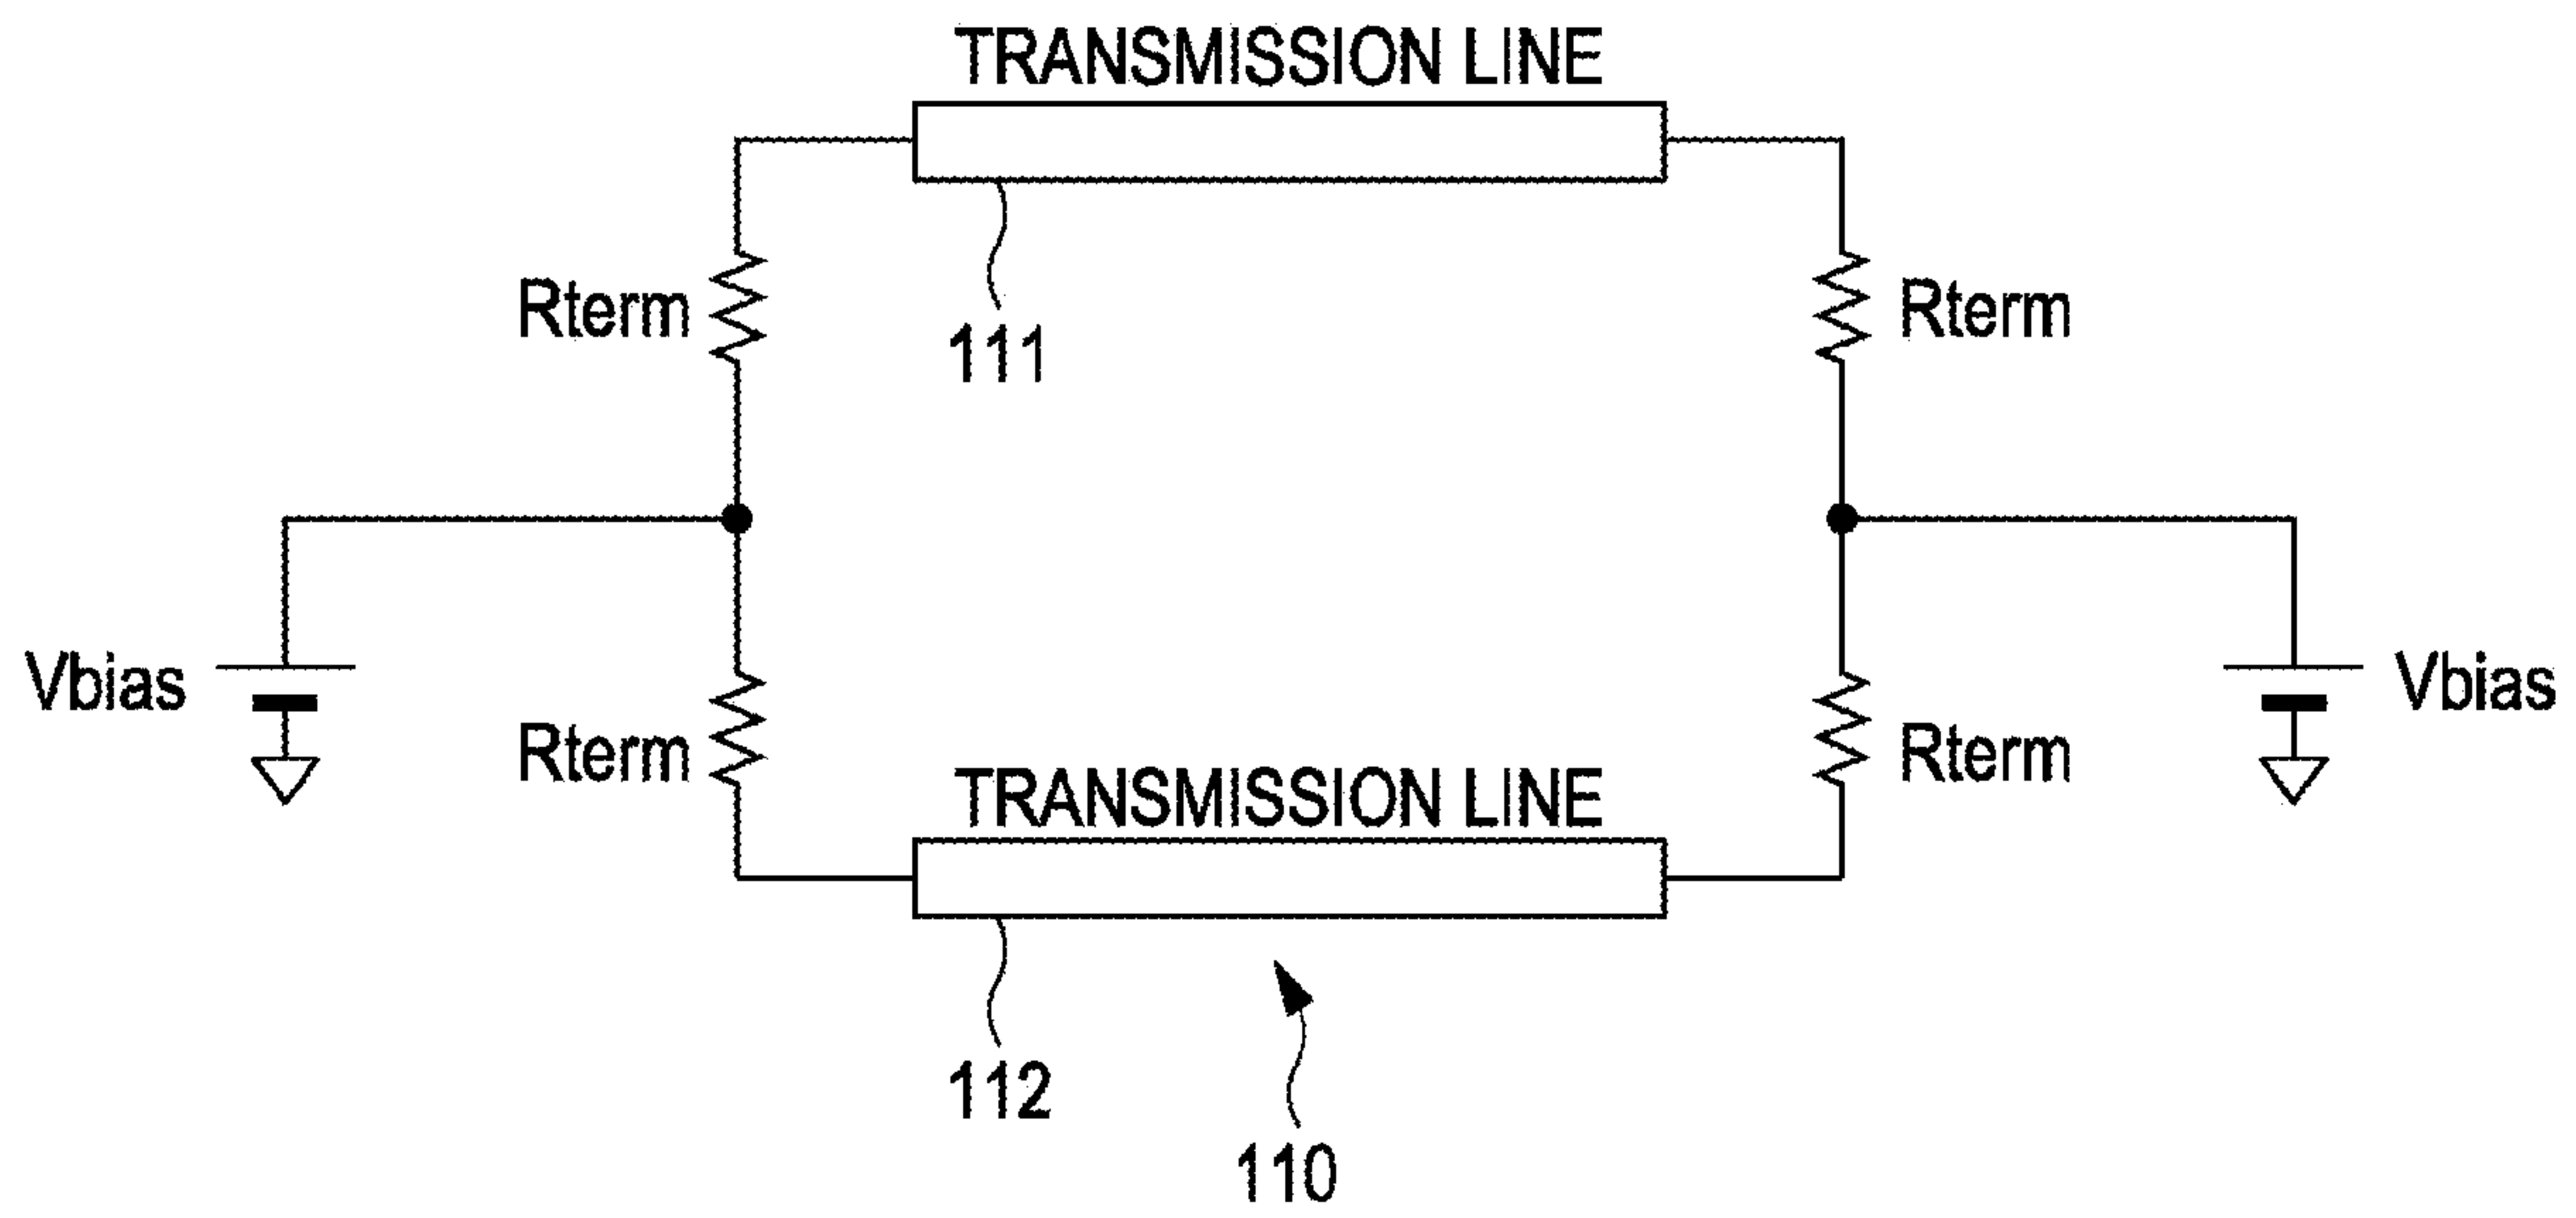 TRANSMISSION LINE
111
Rterm
Rterm
Vbias
Vbias
Rterm
Rterm
TRANSMISSION LINE
112
110